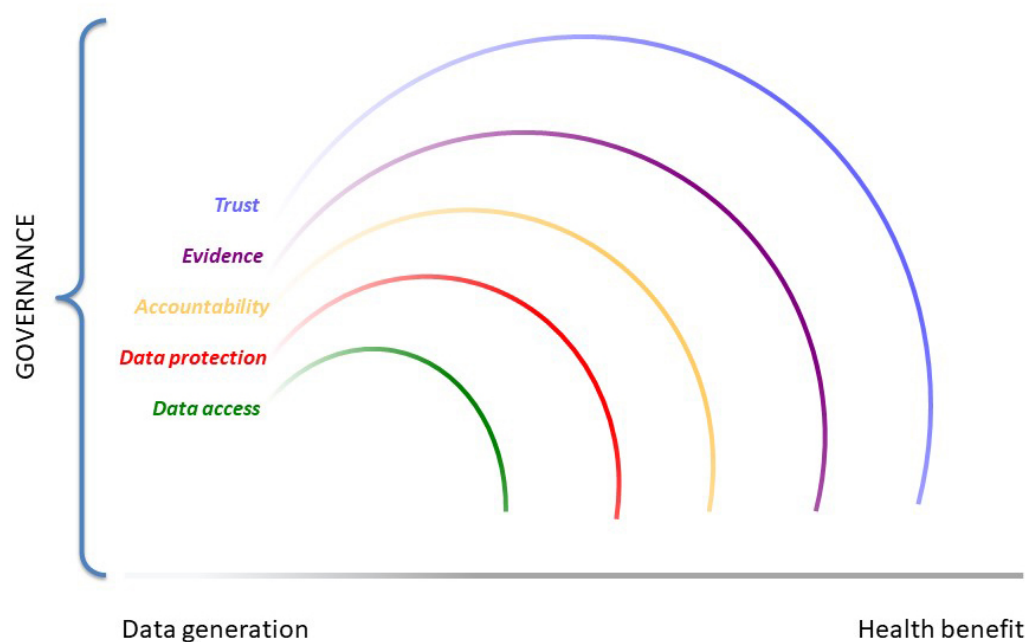 GOVERNANCE
Trust
Evidence
Accountability
Data protection
Data access
Data generation
Health benefit